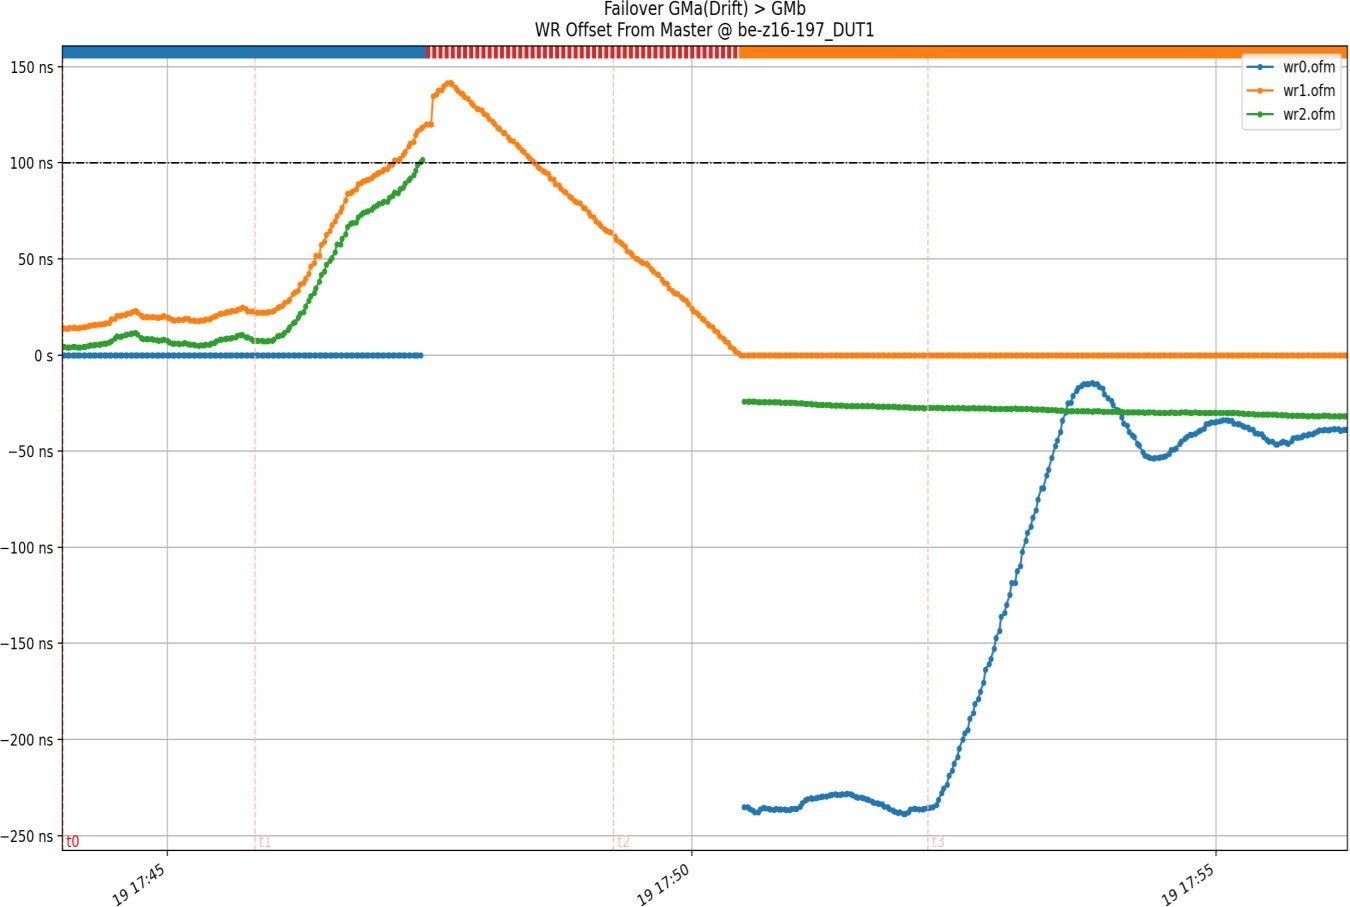 Failover GMa(Drift) > GMb
WR Offset From Master @ be-z16-197_DUT1
150 ns
100 ns
50 ns
0 s
−50 ns
−100 ns
−150 ns
−200 ns
−250 ns
wr0.ofm
wr1.ofm
wr2.ofm
t0
t1
t2
t3
19 17:45
19 17:50
19 17:55